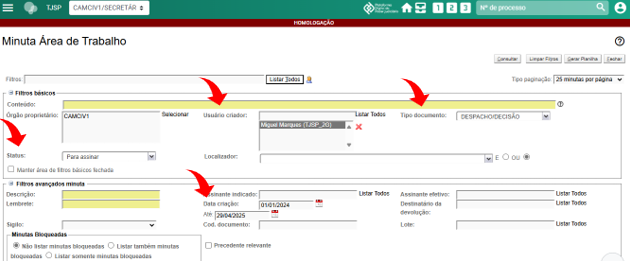 TJSP CAMCIV1/SECRETÁR 1 2 3 Nº de processo
HOMOLOGAÇÃO
Minuta Área de Trabalho
Consultar Limpar Filtros Gerar Planilha Fechar
Filtros: Listar Todos Tipo paginação: 25 minutas por página
Filtros básicos
Conteúdo:
Órgão proprietário: CAMCIV1 Selecionar Usuário criador: Listar Todos Tipo documento: DESPACHO/DECISÃO
Miguel Marques (TJSP_2G)
Status: Para assinar Localizador: E OU
Manter área de filtros básicos fechada
Filtros avançados minuta
Descrição: Assinante indicado: Listar Todos Assinante efetivo: Listar Todos
Lembrete: Data criação: 01/01/2024 Destinatário da devolução: Listar Todos
Até: 29/04/2025
Sigilo: Cod. documento: Lote: Listar Todos
Minutas Bloqueadas
Não listar minutas bloqueadas Listar também minutas Precedente relevante
bloqueadas Listar somente minutas bloqueadas